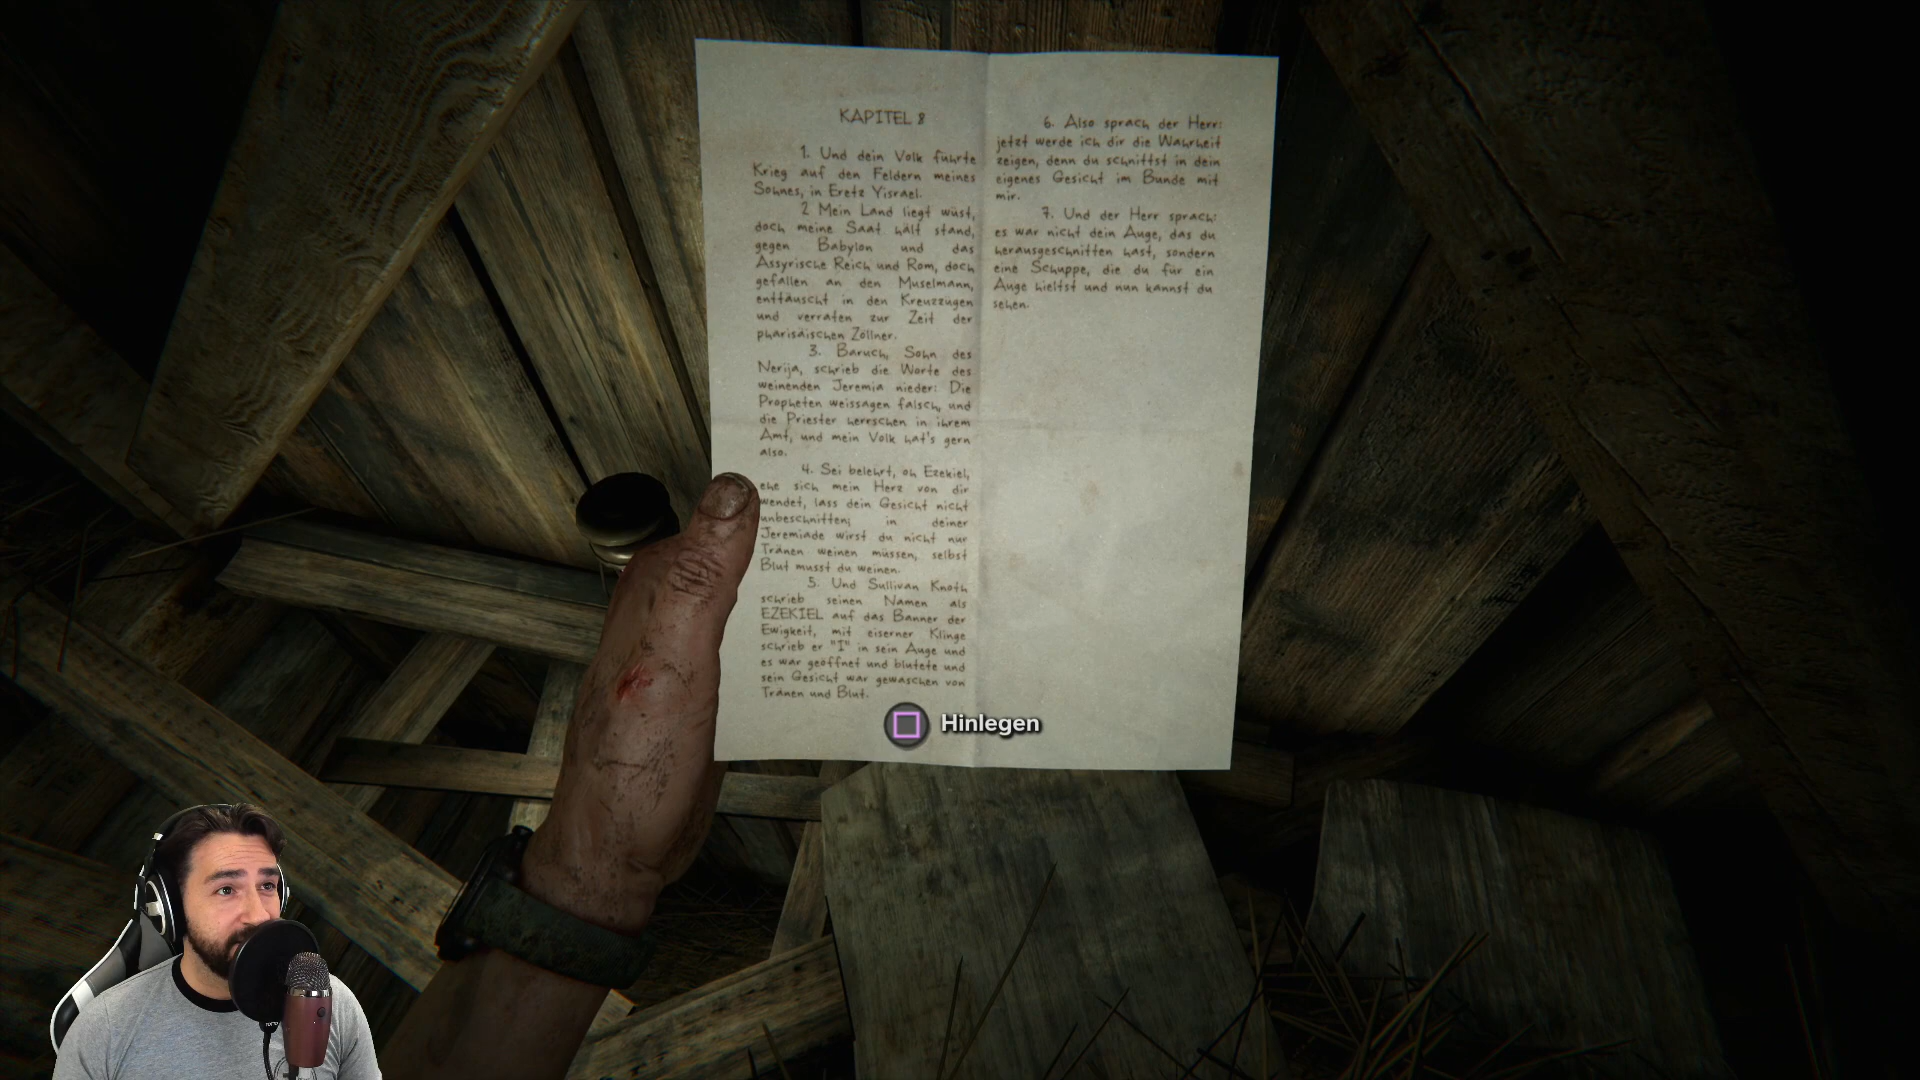 KAPITEL 8
1. Und dein Volk führte
Krieg auf den Feldern meines
Sohnes, in Eretz Yisrael.
2 Mein Land liegt wüst,
doch meine Saat hält stand,
gegen Babylon und das
Assyrische Reich und Rom, doch
gefallen an den Muselmann,
enttäuscht in den Kreuzzügen
und verraten zur Zeit der
pharisäischen Zöllner.
3. Baruch, Sohn des
Nerija, schrieb die Worte des
weinenden Jeremia nieder: Die
Propheten weissagen falsch, und
die Priester herrschen in ihrem
Amt, und mein Volk hat's gern
also.
4. Sei belehrt, oh Ezekiel,
ehe sich mein Herz von dir
wendet, lass dein Gesicht nicht
unbeschnitten; in deiner
Jeremiade wirst du nicht nur
Tränen weinen müssen, selbst
Blut musst du weinen.
5. Und Sullivan Knoth
schrieb seinen Namen als
EZEKIEL auf das Banner der
Ewigkeit, mit eiserner Klinge
schrieb er "I" in sein Auge und
es war geöffnet und blutete und
sein Gesicht war gewaschen von
Tränen und Blut.
6. Also sprach der Herr:
jetzt werde ich dir die Wahrheit
zeigen, denn du schnittst in dein
eigenes Gesicht im Bunde mit
mir.
7. Und der Herr sprach:
es war nicht dein Auge, das du
herausgeschnitten hast, sondern
eine Schuppe, die du für ein
Auge hieltst und nun kannst du
sehen.
Hinlegen